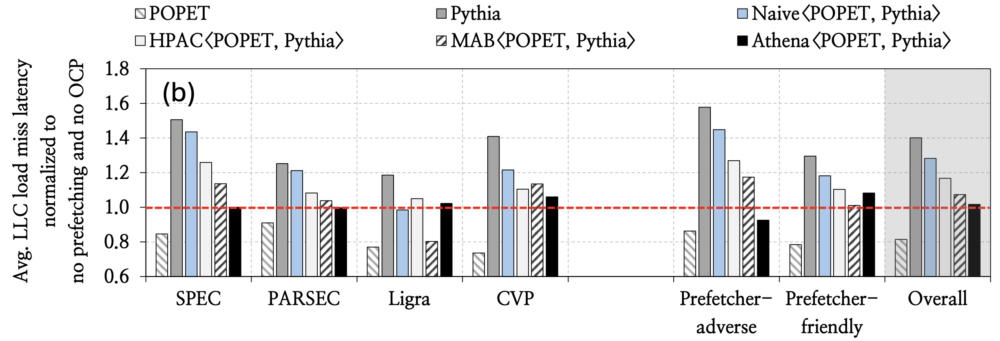 POPET
Pythia
Naive〈POPET, Pythia〉
HPAC〈POPET, Pythia〉
MAB〈POPET, Pythia〉
Athena〈POPET, Pythia〉
Avg. LLC load miss latency
normalized to
no prefetching and no OCP
1.8
1.6
1.4
1.2
1.0
0.8
0.6
(b)
SPEC
PARSEC
Ligra
CVP
Prefetcher–
adverse
Prefetcher–
friendly
Overall